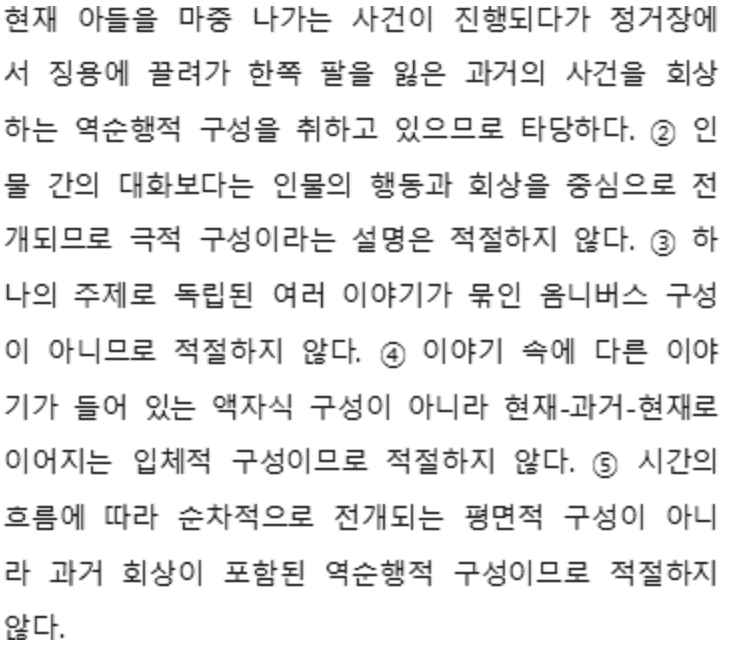 현재 아들을 마중 나가는 사건이 진행되다가 정거장에
서 징용에 끌려가 한쪽 팔을 잃은 과거의 사건을 회상
하는 역순행적 구성을 취하고 있으므로 타당하다. ② 인
물 간의 대화보다는 인물의 행동과 회상을 중심으로 전
개되므로 극적 구성이라는 설명은 적절하지 않다. ③ 하
나의 주제로 독립된 여러 이야기가 묶인 옴니버스 구성
이 아니므로 적절하지 않다. ④ 이야기 속에 다른 이야
기가 들어 있는 액자식 구성이 아니라 현재-과거-현재로
이어지는 입체적 구성이므로 적절하지 않다. ⑤ 시간의
흐름에 따라 순차적으로 전개되는 평면적 구성이 아니
라 과거 회상이 포함된 역순행적 구성이므로 적절하지
않다.